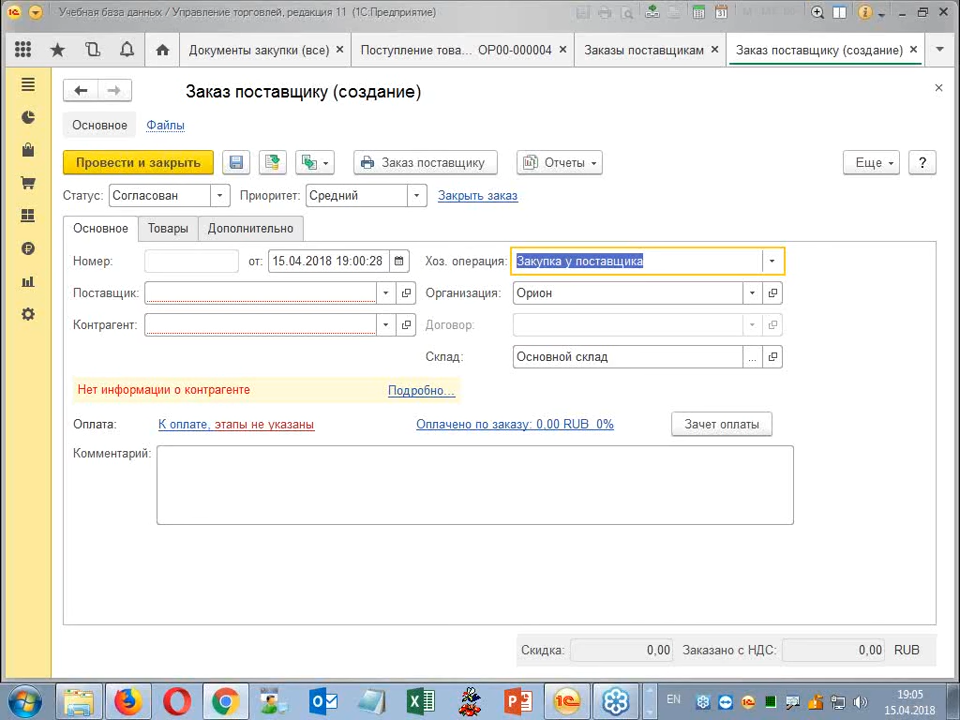 Учебная база данных / Управление торговлей, редакция 11 (1С:Предприятие)
Документы закупки (все)
Поступление това... ОР00-000004
Заказы поставщикам
Заказ поставщику (создание)
Заказ поставщику (создание)
Основное
Файлы
Провести и закрыть
Заказ поставщику
Отчеты
Еще
?
Статус: Согласован
Приоритет: Средний
Закрыть заказ
Основное
Товары
Дополнительно
Номер:
от: 15.04.2018 19:00:28
Хоз. операция: Закупка у поставщика
Поставщик:
Организация: Орион
Контрагент:
Договор:
Склад: Основной склад
...
Нет информации о контрагенте
Подробно...
Оплата: К оплате, этапы не указаны
Оплачено по заказу: 0.00 RUB 0%
Зачет оплаты
Комментарий:
Скидка: 0,00
Заказано с НДС: 0,00 RUB
EN
19:05
15.04.2018